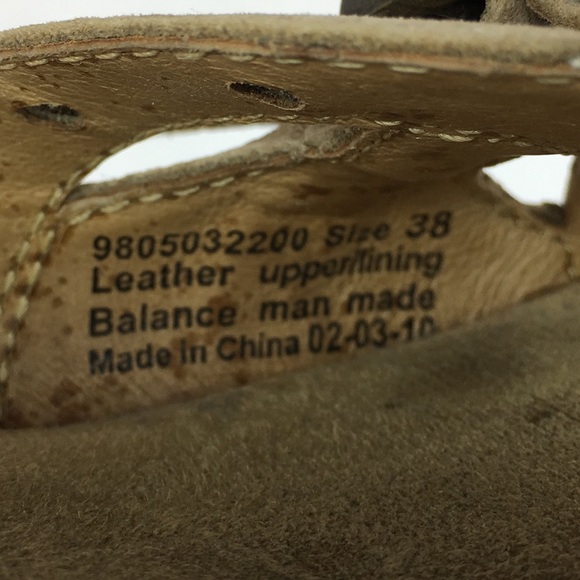 9805032200 Size 38
Leather upper/lining
Balance man made
Made in China 02-03-10